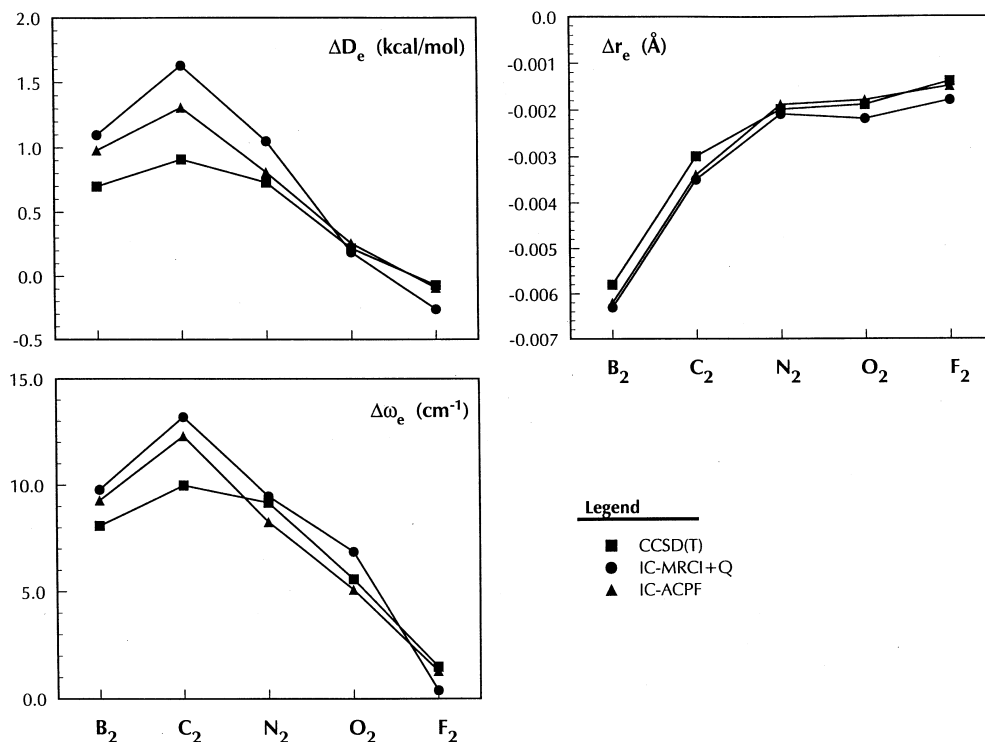 ΔDe (kcal/mol)
2.0
1.5
1.0
0.5
0.0
-0.5
Δre (Å)
0.0
-0.001
-0.002
-0.003
-0.004
-0.005
-0.006
-0.007
B2 C2 N2 O2 F2
Δωe (cm-1)
15.0
10.0
5.0
0.0
B2 C2 N2 O2 F2
Legend
CCSD(T)
IC-MRCI+Q
IC-ACPF